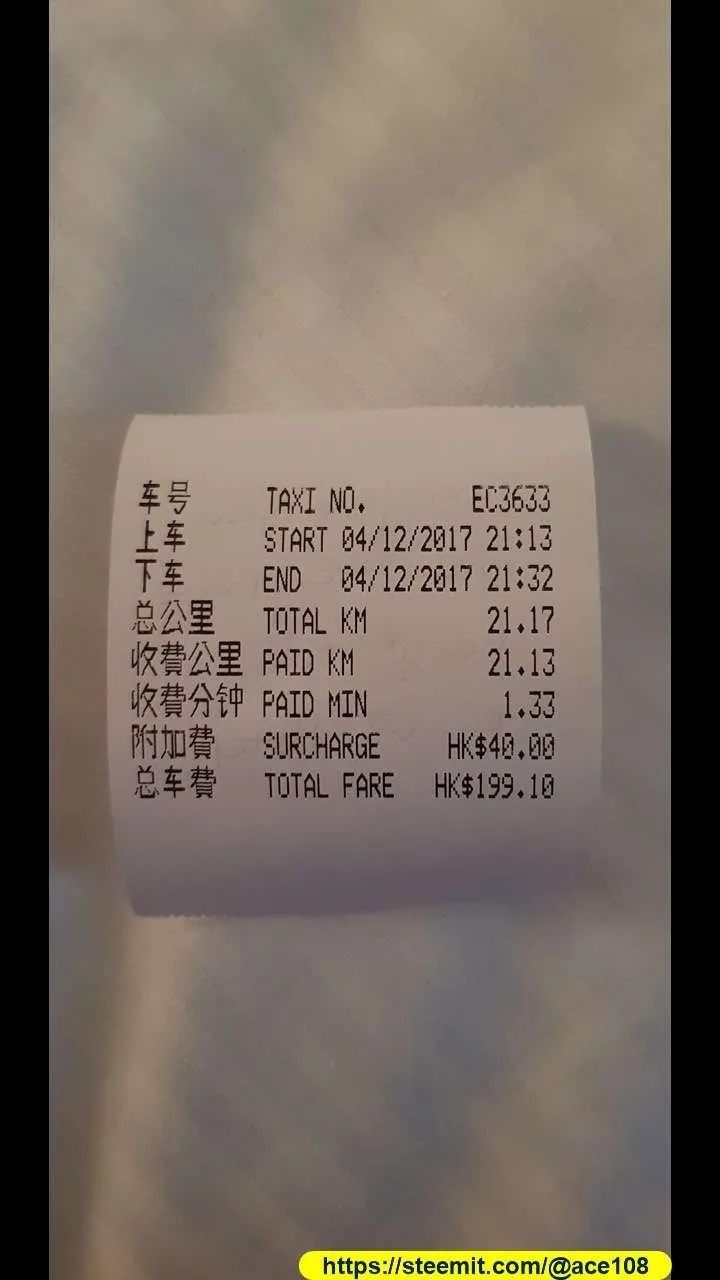 车号 TAXI NO. EC3633
上车 START 04/12/2017 21:13
下车 END 04/12/2017 21:32
总公里 TOTAL KM 21.17
收費公里 PAID KM 21.13
收費分钟 PAID MIN 1.33
附加費 SURCHARGE HK$40.00
总车費 TOTAL FARE HK$199.10
https://steemit.com/@ace108